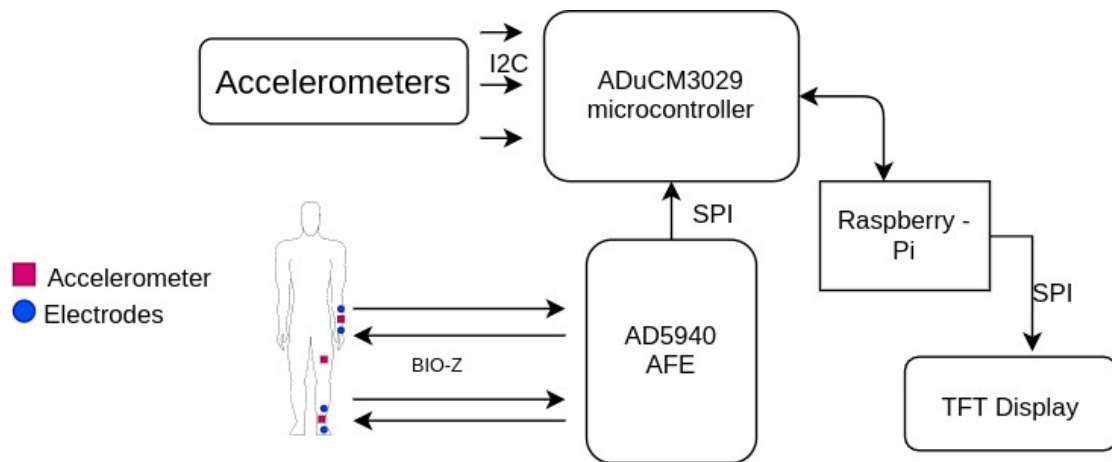 Accelerometers
I2C
ADuCM3029
microcontroller
SPI
Raspberry -
Pi
Accelerometer
Electrodes
BIO-Z
AD5940
AFE
SPI
TFT Display